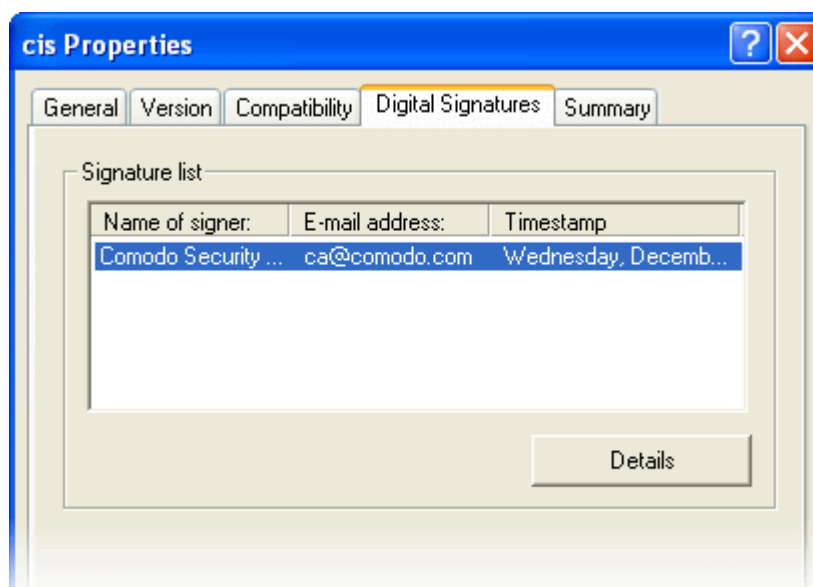 cis Properties
General Version Compatibility Digital Signatures Summary
Signature list
Name of signer: E-mail address: Timestamp
Comodo Security ... ca@comodo.com Wednesday, Decemb...
Details